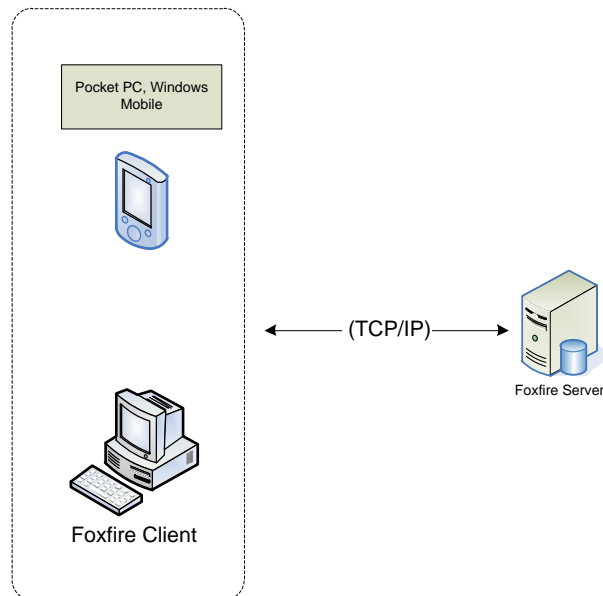 Pocket PC, Windows
Mobile
(TCP/IP)
Foxfire Server
Foxfire Client